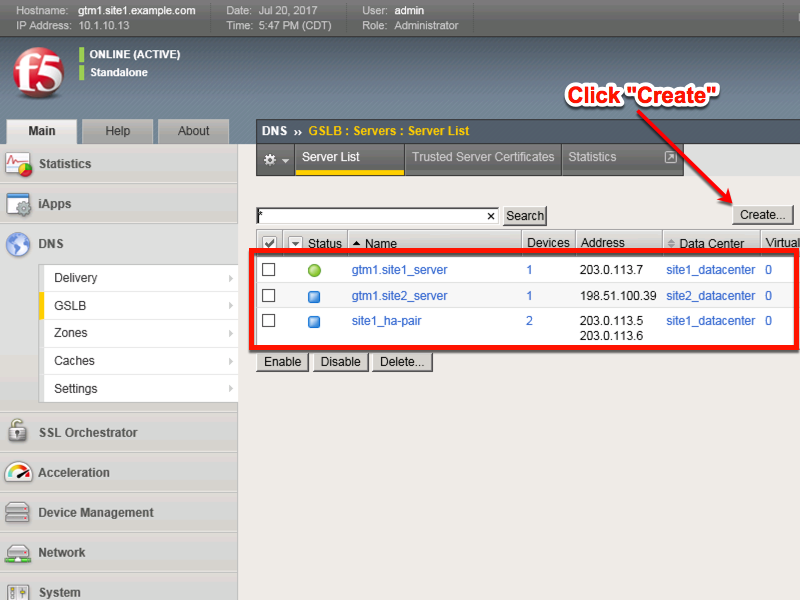 Hostname: gtm1.site1.example.com Date: Jul 20, 2017 User: admin
IP Address: 10.1.10.13 Time: 5:47 PM (CDT) Role: Administrator
f5
ONLINE (ACTIVE)
Standalone
Click "Create"
Main Help About
DNS ›› GSLB : Servers : Server List
Server List Trusted Server Certificates Statistics
Statistics
iApps
DNS
Delivery
GSLB
Zones
Caches
Settings
SSL Orchestrator
Acceleration
Device Management
Network
System
* × Search Create...
Status Name Devices Address Data Center Virtual
gtm1.site1_server 1 203.0.113.7 site1_datacenter 0
gtm1.site2_server 1 198.51.100.39 site2_datacenter 0
site1_ha-pair 2 203.0.113.5 site1_datacenter 0
203.0.113.6
Enable Disable Delete...